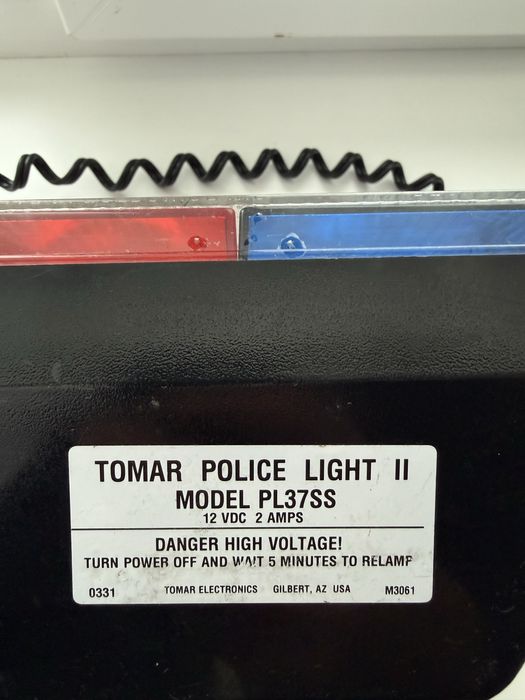 TOMAR POLICE LIGHT II
MODEL PL37SS
12 VDC 2 AMPS
DANGER HIGH VOLTAGE!
TURN POWER OFF AND WAIT 5 MINUTES TO RELAMP
0331 TOMAR ELECTRONICS GILBERT, AZ USA M3061